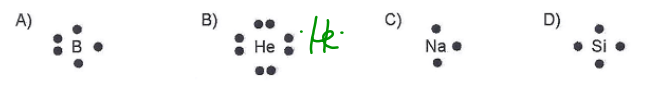 A) B B) He ·He· C) Na D) Si